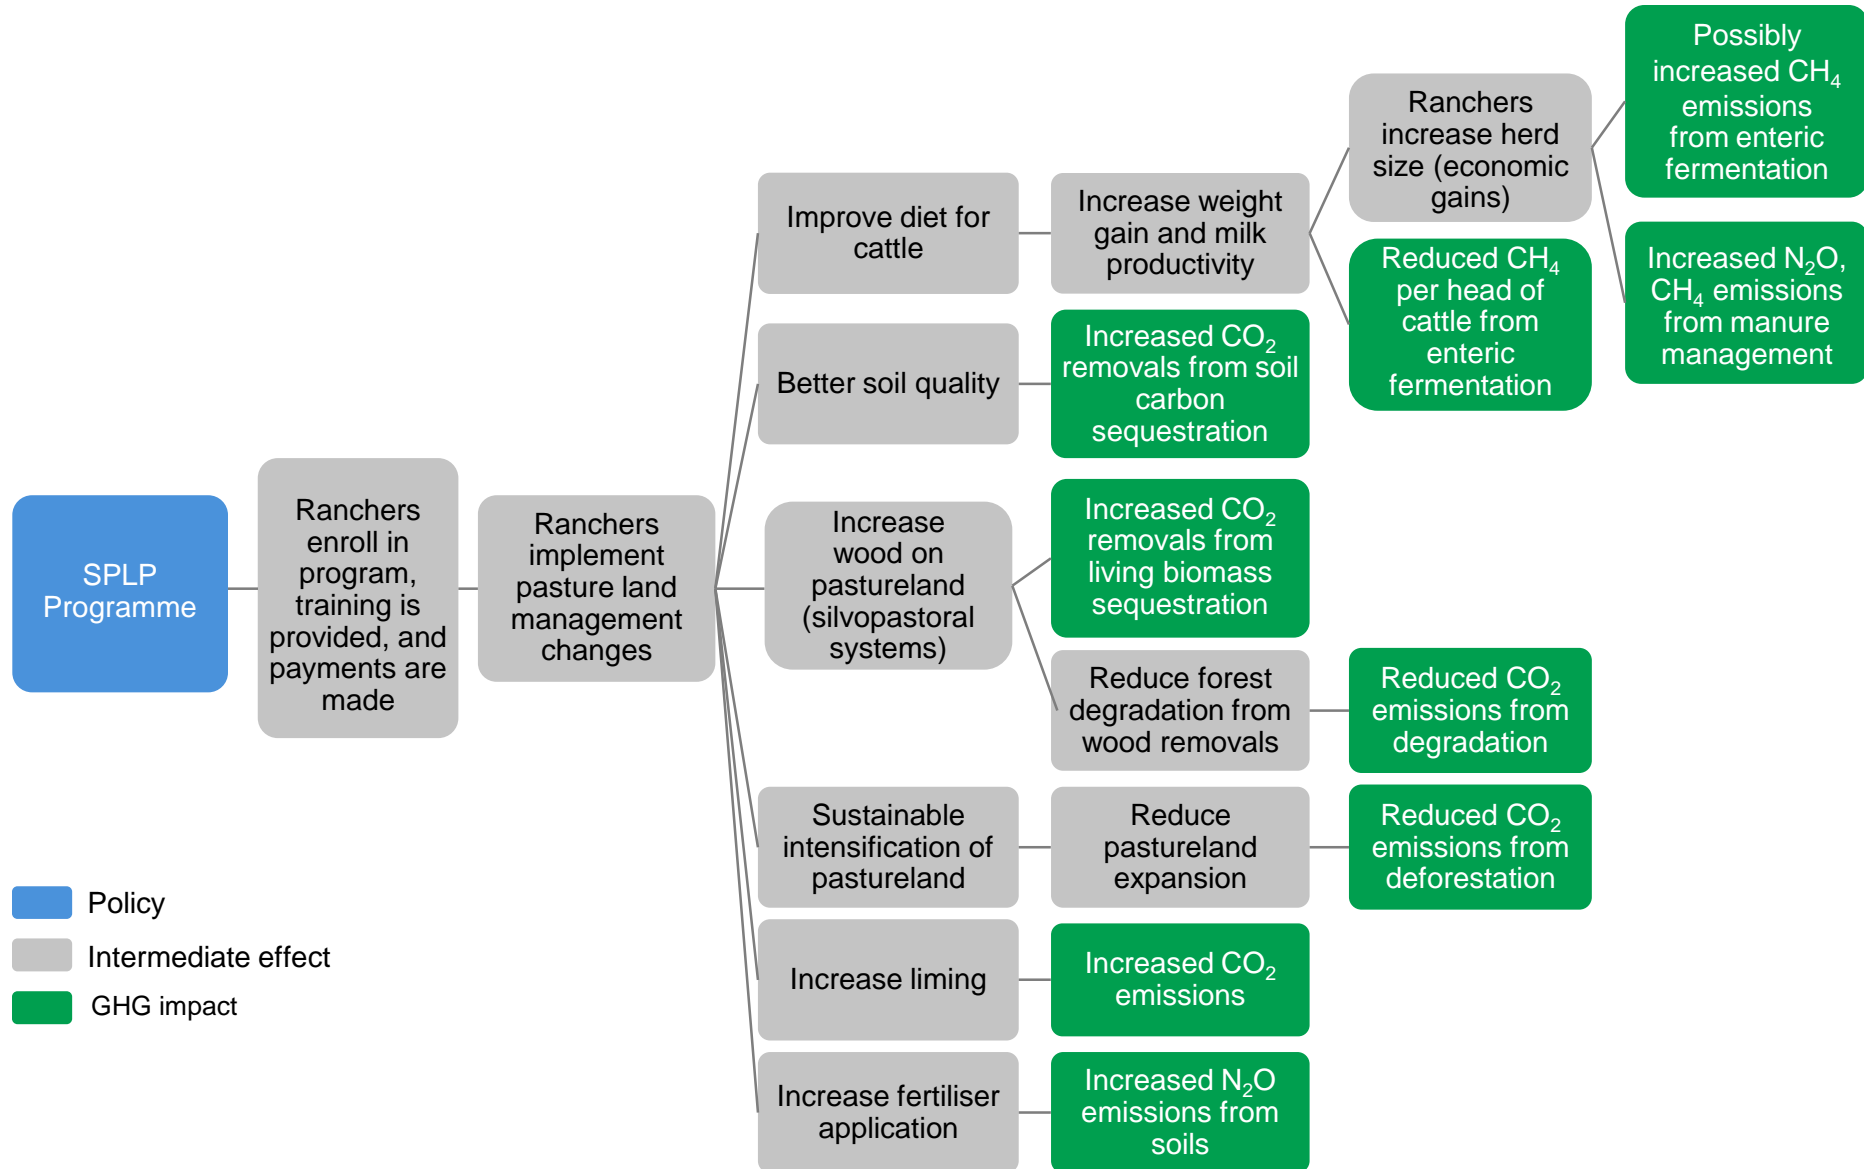 SPLP
Programme
Ranchers
enroll in
program,
training is
provided, and
payments are
made
Ranchers
implement
pasture land
management
changes
Improve diet for
cattle
Increase weight
gain and milk
productivity
Ranchers
increase herd
size (economic
gains)
Possibly
increased CH₄
emissions
from enteric
fermentation
Increased N₂O,
CH₄ emissions
from manure
management
Reduced CH₄
per head of
cattle from
enteric
fermentation
Better soil quality
Increased CO₂
removals from soil
carbon
sequestration
Increase
wood on
pastureland
(silvopastoral
systems)
Increased CO₂
removals from
living biomass
sequestration
Reduce forest
degradation from
wood removals
Reduced CO₂
emissions from
degradation
Sustainable
intensification of
pastureland
Reduce
pastureland
expansion
Reduced CO₂
emissions from
deforestation
Increase liming
Increased CO₂
emissions
Increase fertiliser
application
Increased N₂O
emissions from
soils
Policy
Intermediate effect
GHG impact